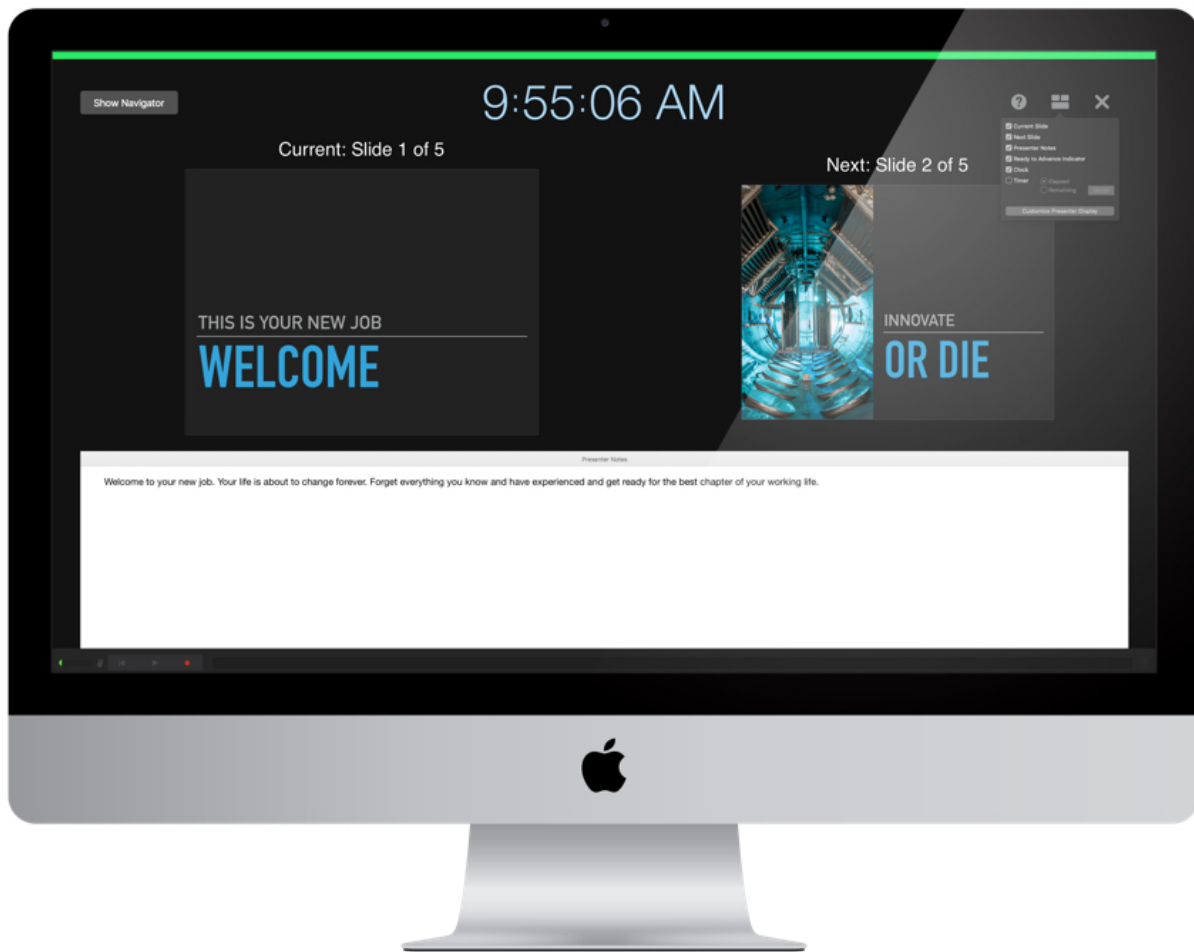 Show Navigator
9:55:06 AM
Current: Slide 1 of 5
Next: Slide 2 of 5
Current Slide
Next Slide
Presenter Notes
Ready to Advance Indicator
Clock
Timer
Elapsed
Remaining
Customize Presenter Display
THIS IS YOUR NEW JOB
WELCOME
INNOVATE
OR DIE
Presenter Notes
Welcome to your new job. Your life is about to change forever. Forget everything you know and have experienced and get ready for the best chapter of your working life.